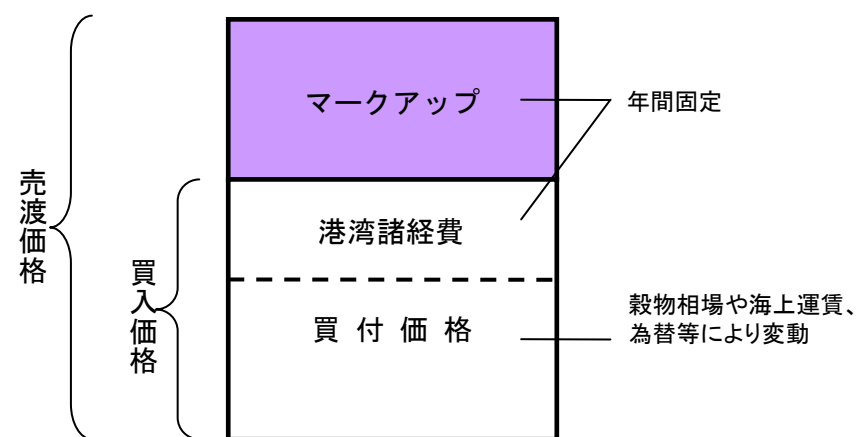 マークアップ
年間固定
売渡価格
港湾諸経費
買入価格
買付価格
穀物相場や海上運賃、
為替等により変動